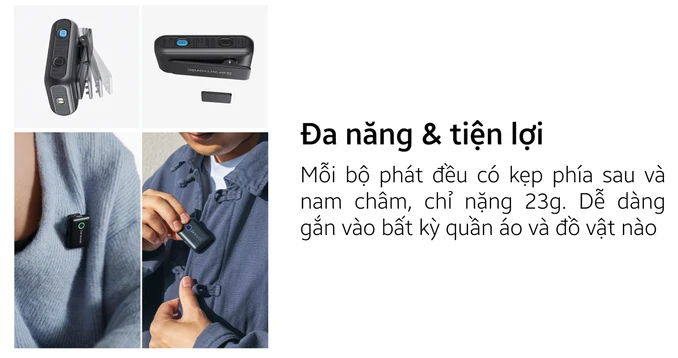 Đa năng & tiện lợi
Mỗi bộ phát đều có kẹp phía sau và
nam châm, chỉ nặng 23g. Dễ dàng
gắn vào bất kỳ quần áo và đồ vật nào